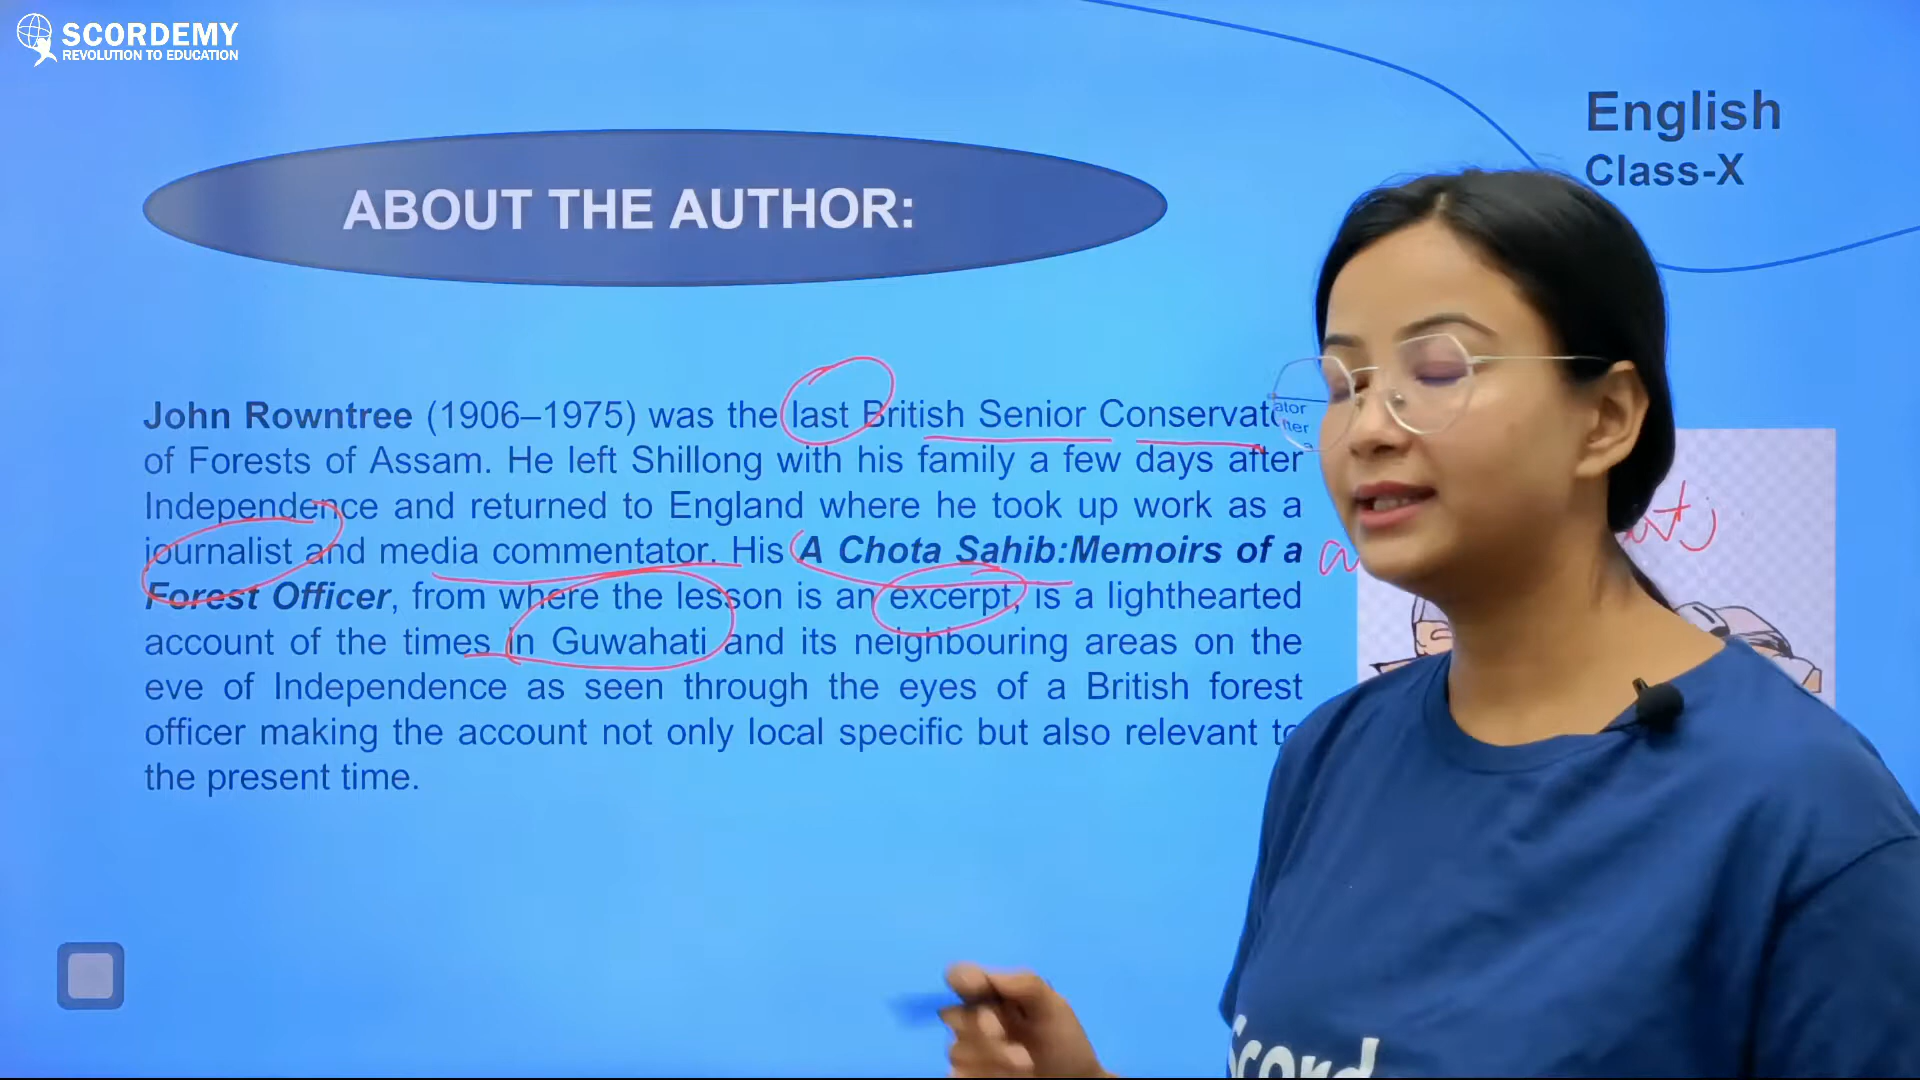 SCORDEMY
REVOLUTION TO EDUCATION
English
Class-X
ABOUT THE AUTHOR:
John Rowntree (1906–1975) was the last British Senior
of Forests of Assam. He left Shillong with his family a few days after
Independence and returned to England where he took up work as a
journalist and media commentator. His A Chota Sahib:Memoirs of a
Forest Officer, from where the lesson is an excerpt, is a lighthearted
account of the times in Guwahati and its neighbouring areas on the
eve of Independence as seen through the eyes of a British forest
officer making the account not only local specific but also relevant to
the present time.